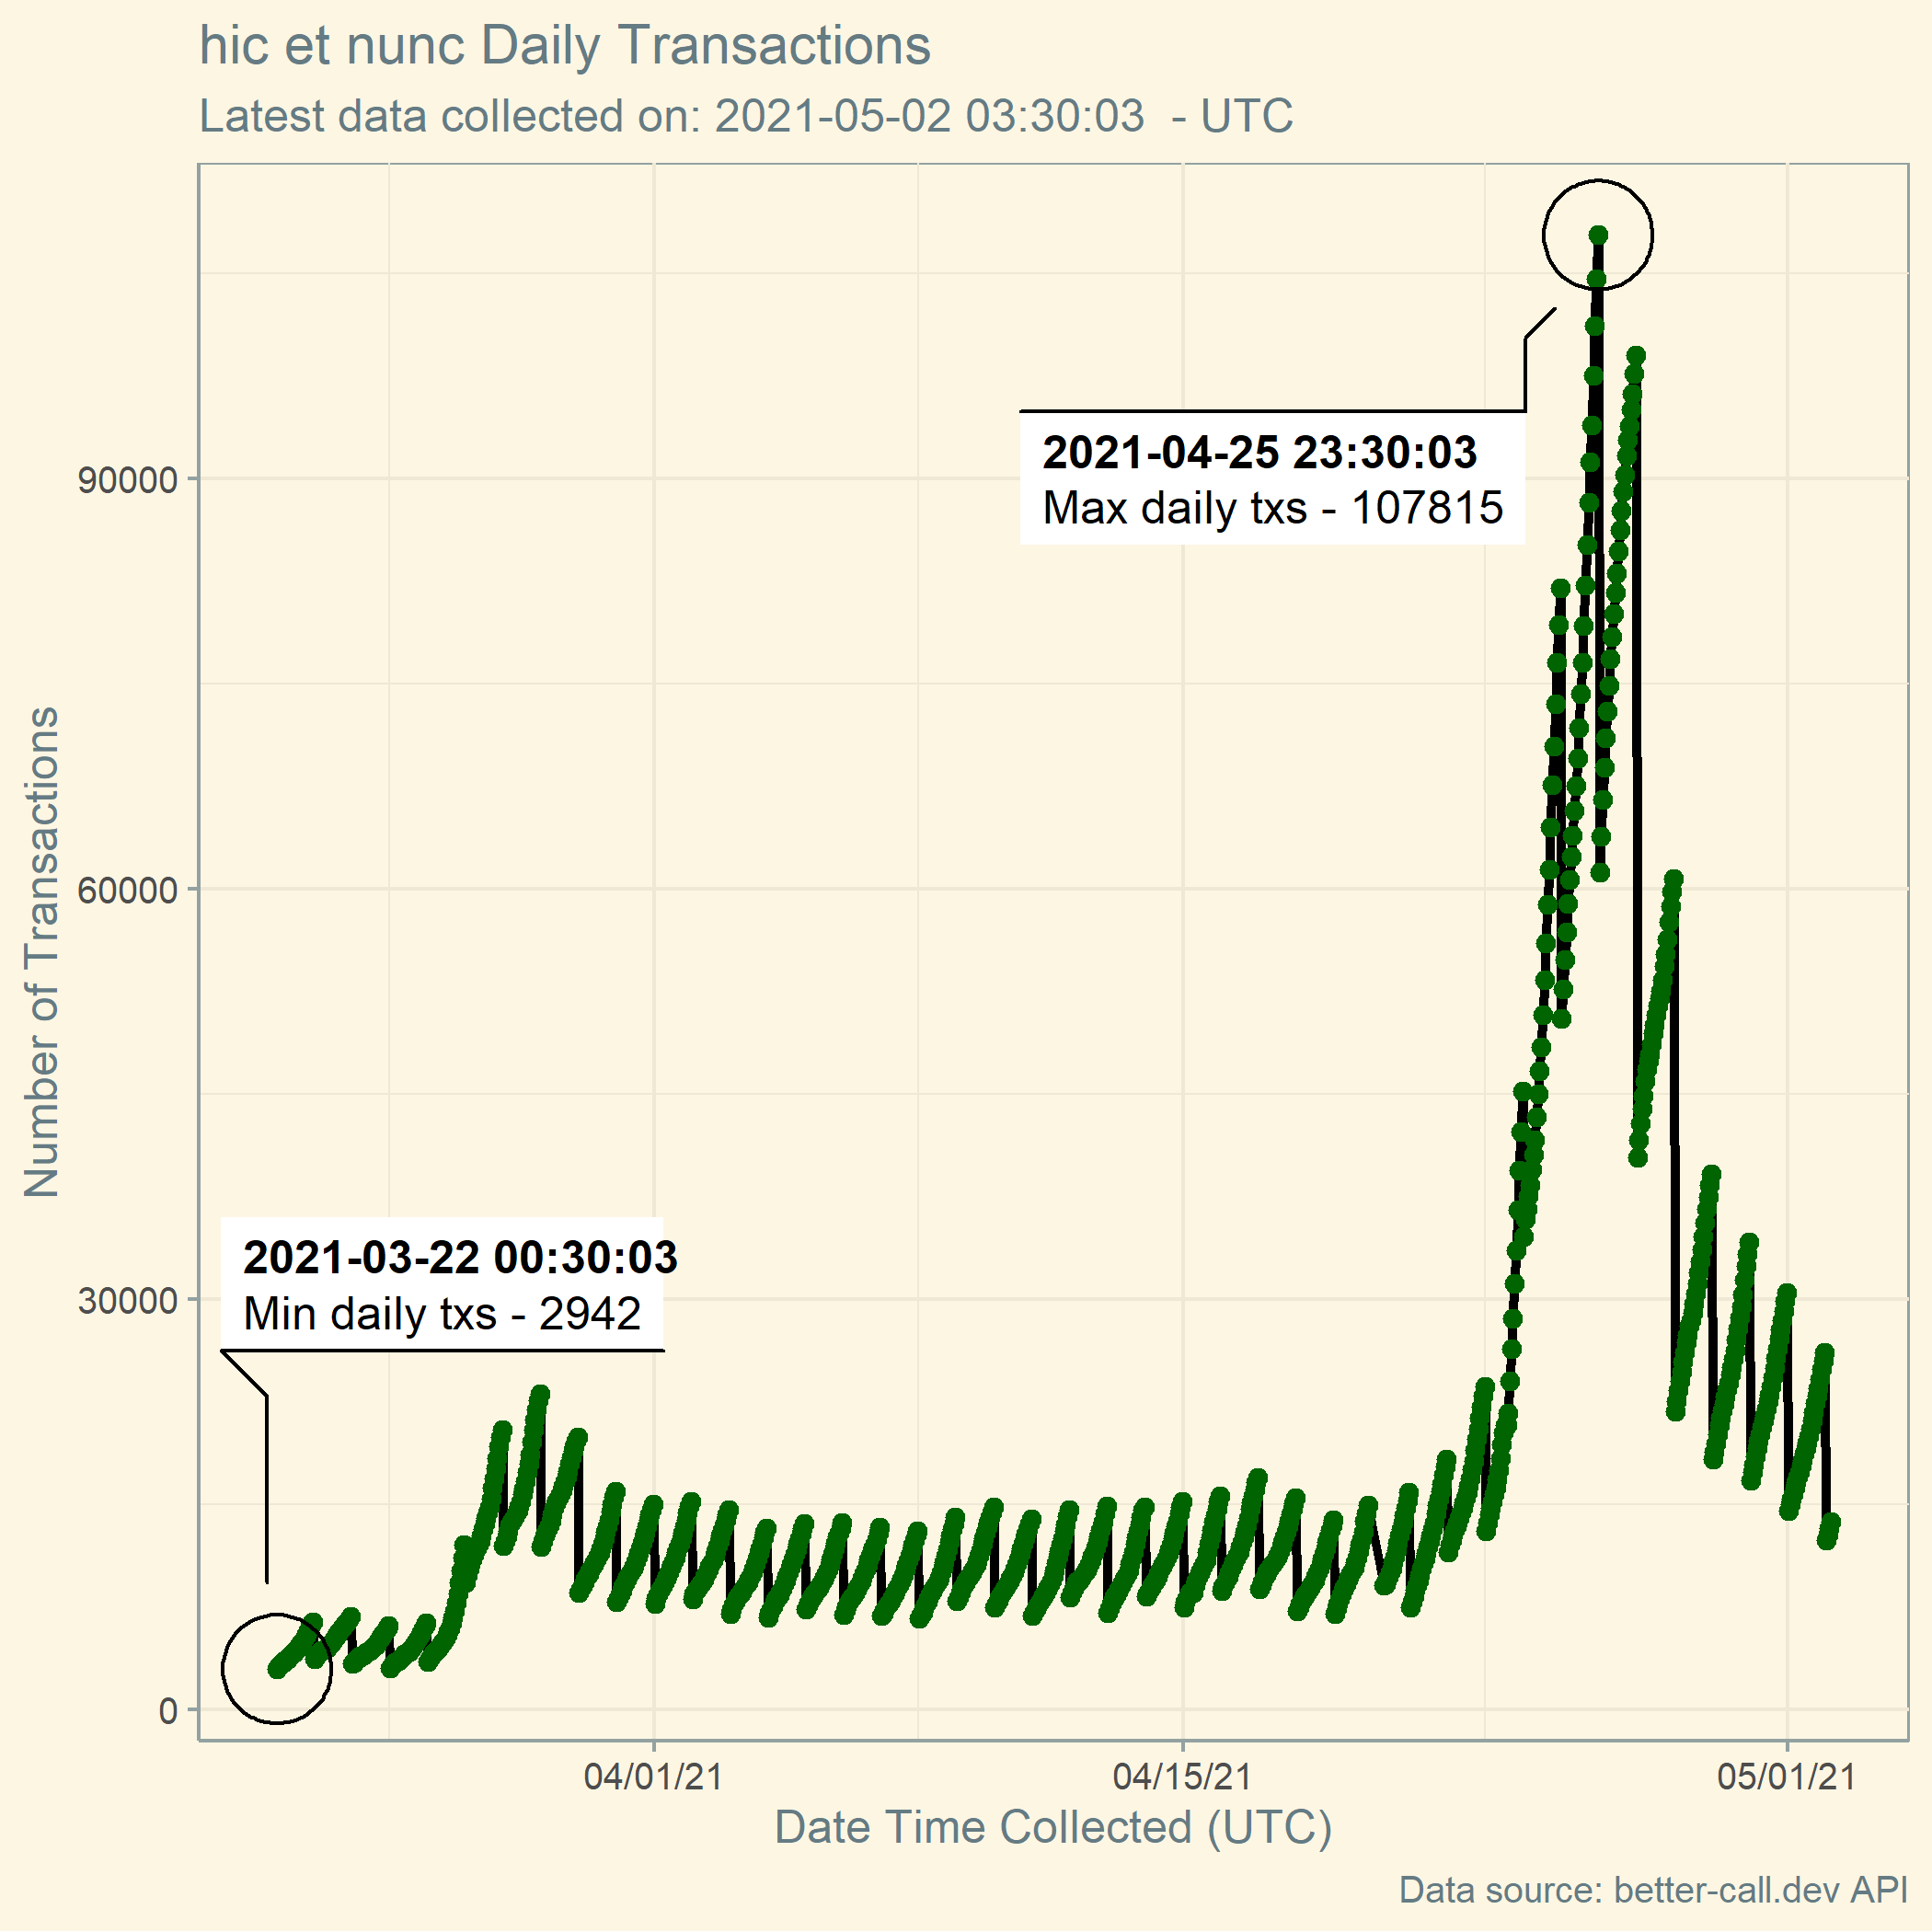 hic et nunc Daily Transactions
Latest data collected on: 2021-05-02 03:30:03  - UTC
Number of Transactions
90000
60000
30000
0
2021-04-25 23:30:03
Max daily txs - 107815
2021-03-22 00:30:03
Min daily txs - 2942
04/01/21
04/15/21
05/01/21
Date Time Collected (UTC)
Data source: better-call.dev API